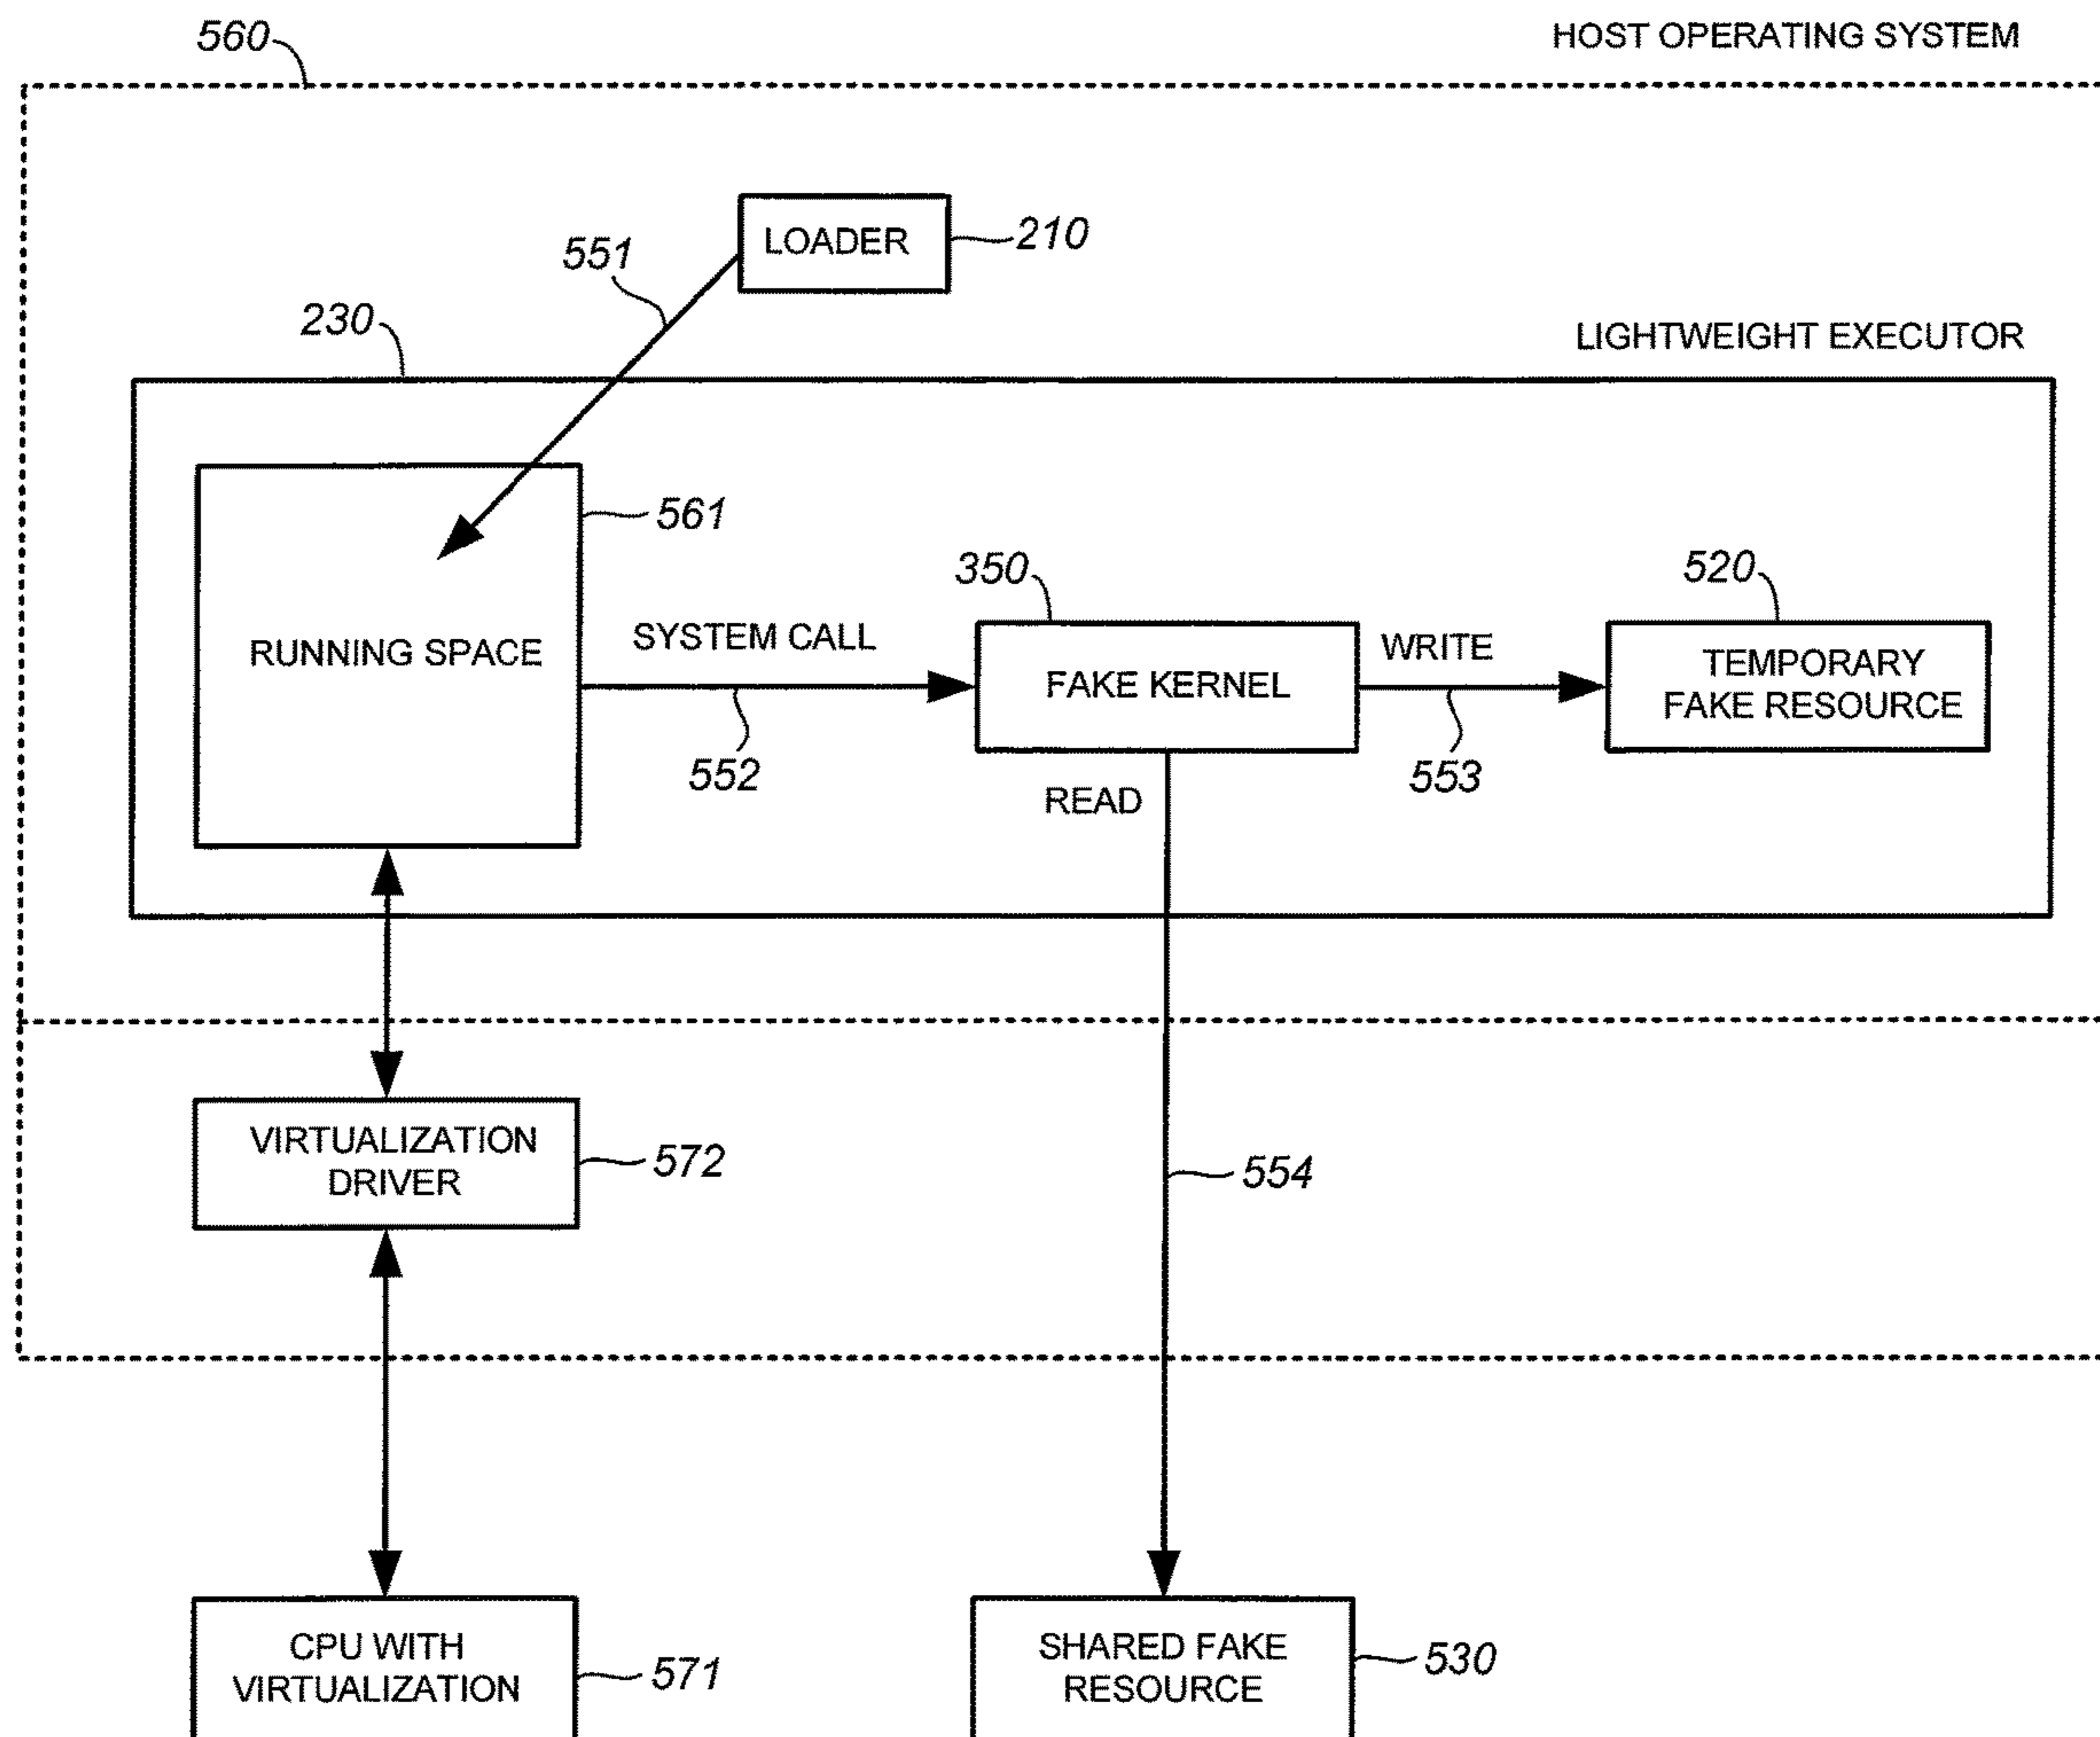 560
HOST OPERATING SYSTEM
LOADER
210
551
230
LIGHTWEIGHT EXECUTOR
561
RUNNING SPACE
SYSTEM CALL
552
350
FAKE KERNEL
WRITE
553
520
TEMPORARY
FAKE RESOURCE
READ
VIRTUALIZATION
DRIVER
572
554
CPU WITH
VIRTUALIZATION
571
SHARED FAKE
RESOURCE
530